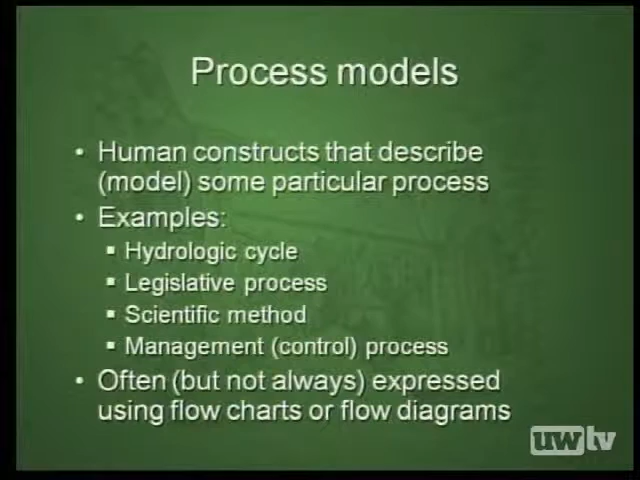 Process models
• Human constructs that describe
(model) some particular process
• Examples:
▪ Hydrologic cycle
▪ Legislative process
▪ Scientific method
▪ Management (control) process
• Often (but not always) expressed
using flow charts or flow diagrams
uwtv